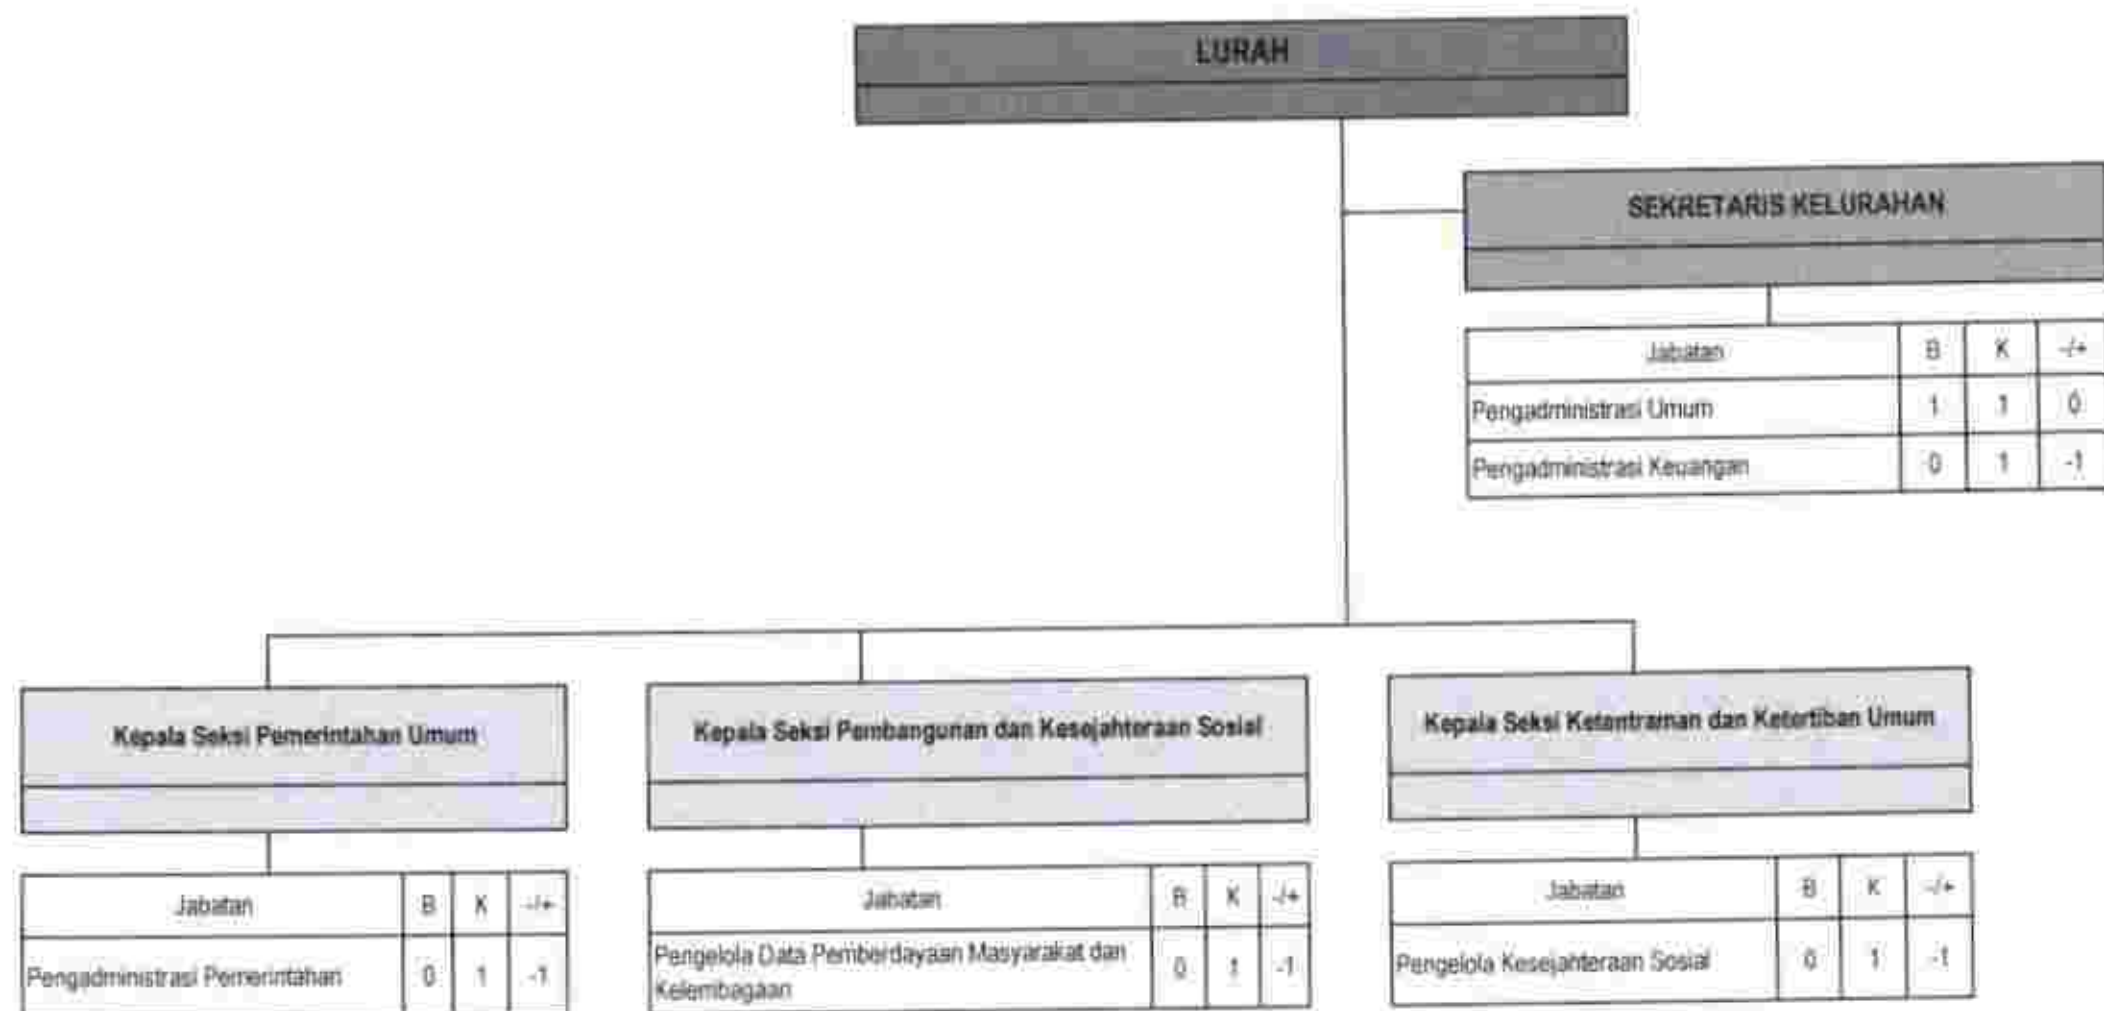 LURAH
SEKRETARIS KELURAHAN
Jabatan B K -/+
Pengadministrasi Umum 1 1 0
Pengadministrasi Keuangan 0 1 -1
Kepala Seksi Pemerintahan Umum
Jabatan B K -/+
Pengadministrasi Pemerintahan 0 1 -1
Kepala Seksi Pembangunan dan Kesejahteraan Sosial
Jabatan B K -/+
Pengelola Data Pemberdayaan Masyarakat dan
Kelembagaan 0 1 -1
Kepala Seksi Ketentraman dan Ketertiban Umum
Jabatan B K -/+
Pengelola Kesejahteraan Sosial 0 1 -1